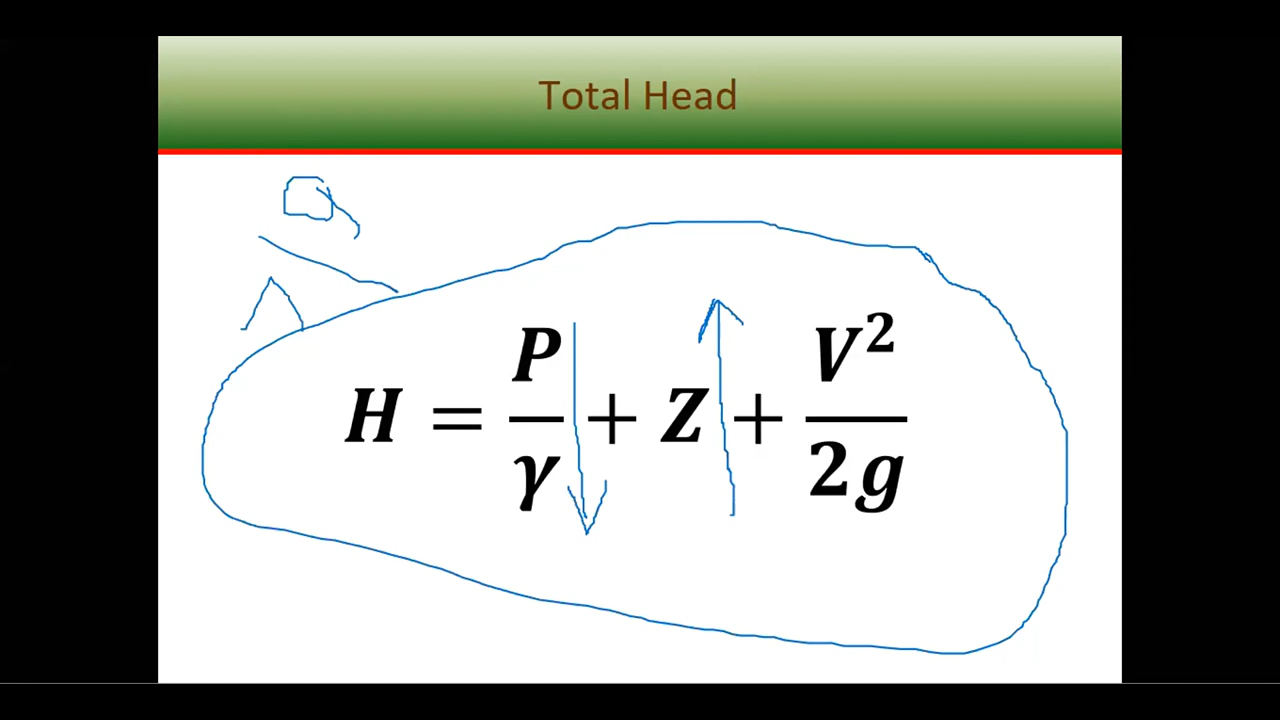 Total Head
H = P/γ + Z + V²/2g